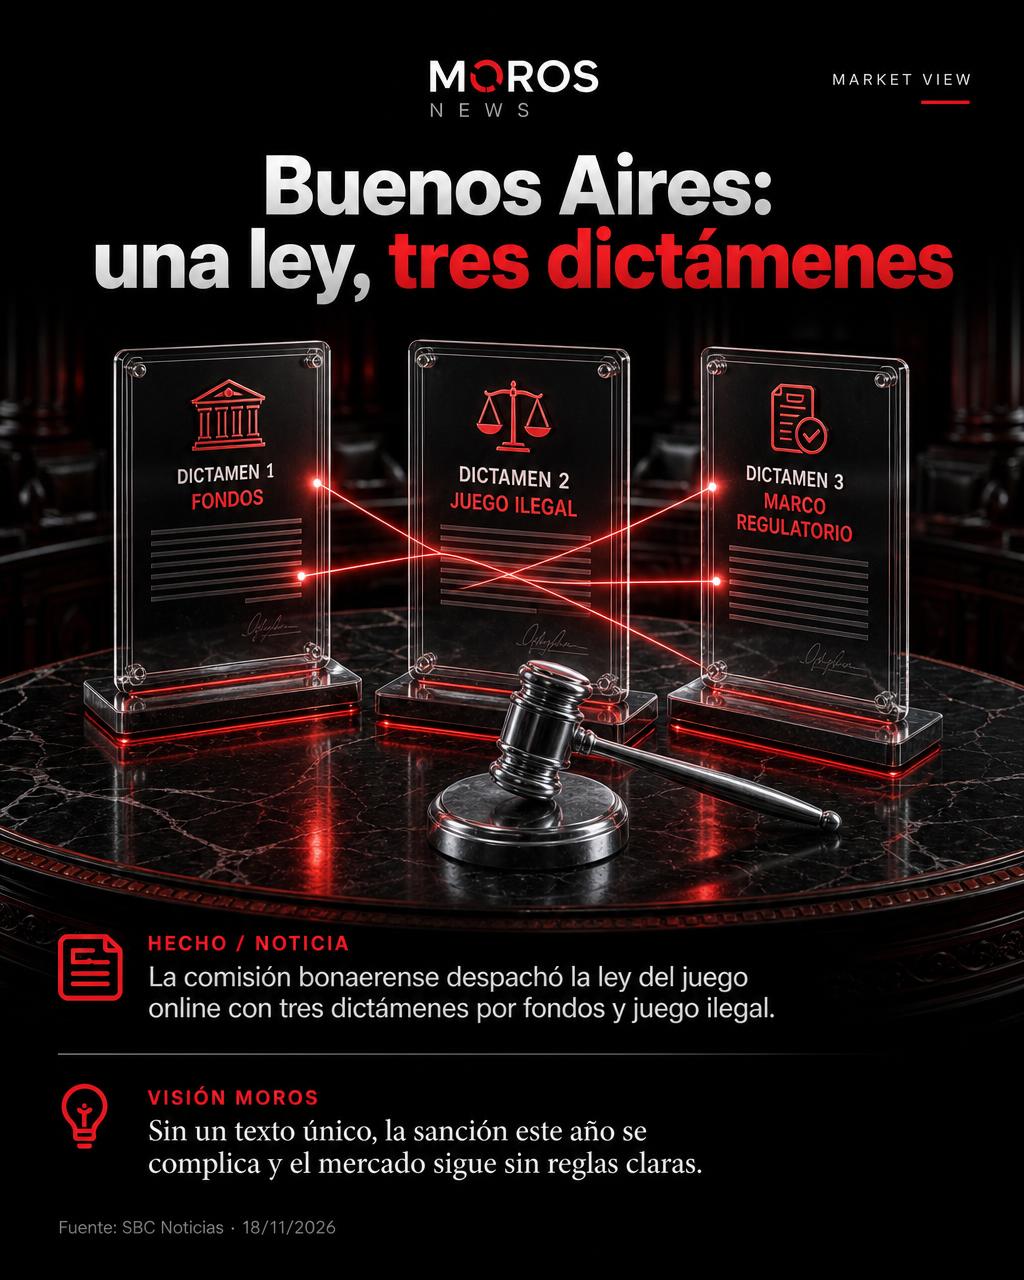 MOROS
NEWS
MARKET VIEW
Buenos Aires:
una ley, tres dictámenes
DICTAMEN 1
FONDOS
DICTAMEN 2
JUEGO ILEGAL
DICTAMEN 3
MARCO
REGULATORIO
HECHO / NOTICIA
La comisión bonaerense despachó la ley del juego
online con tres dictámenes por fondos y juego ilegal.
VISIÓN MOROS
Sin un texto único, la sanción este año se
complica y el mercado sigue sin reglas claras.
Fuente: SBC Noticias · 18/11/2026